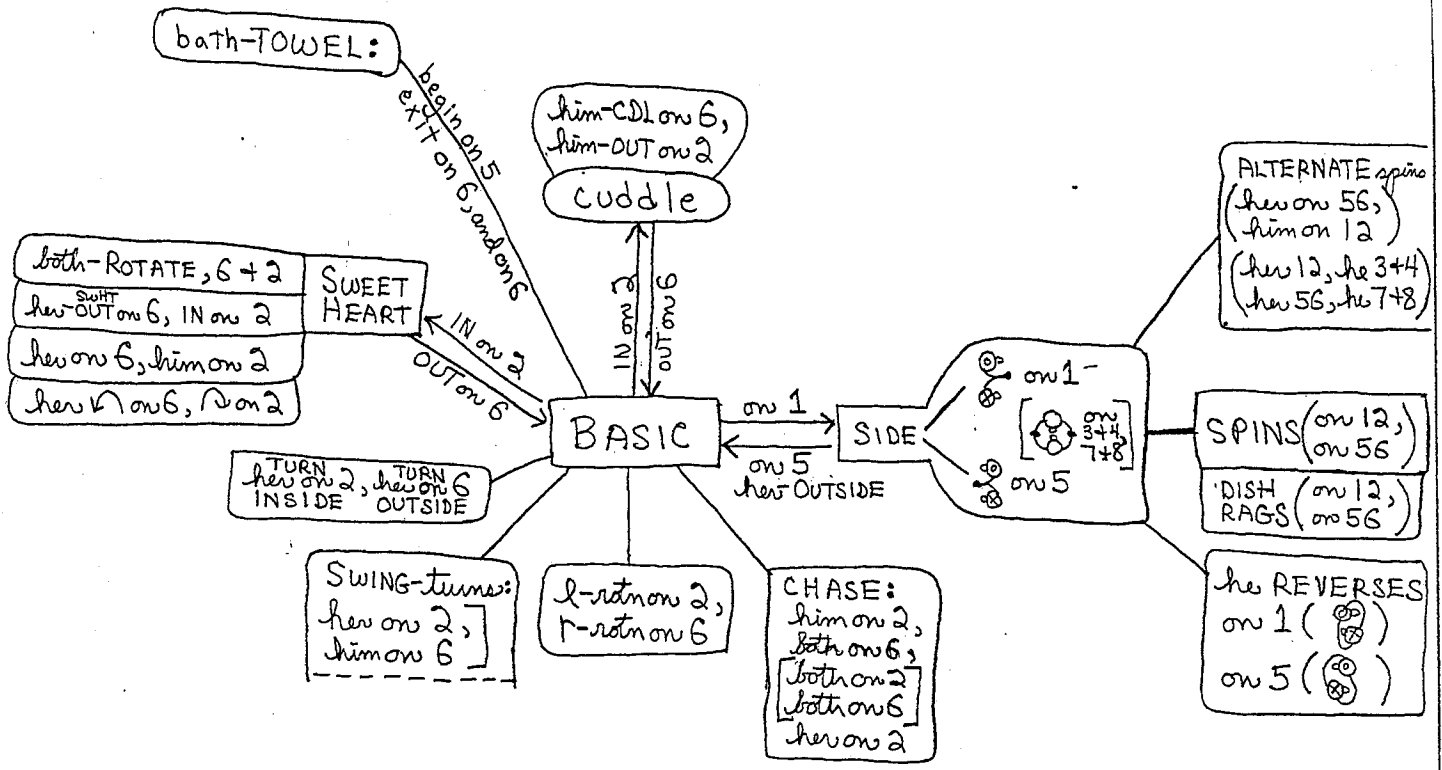 bath-TOWEL:
begin on 5
exit on 6, and on 6
him-CDL on 6,
him-OUT on 2
cuddle
IN on 2
OUT on 6
both-ROTATE, 6 + 2
SWHT
her-OUT on 6, IN on 2
her on 6, him on 2
her ↶ on 6, ↷ on 2
SWEET
HEART
IN on 2
OUT on 6
BASIC
on 1
on 5
her OUTSIDE
SIDE
on 1
on
3+4
7+8
on 5
ALTERNATE spins
(her on 56,
him on 12)
(her 12, he 3+4
her 56, he 7+8)
SPINS (on 12,
on 56)
DISH
RAGS (on 12,
on 56)
he REVERSES
on 1 ( )
on 5 ( )
TURN TURN
her on 2, her on 6
INSIDE OUTSIDE
SWING-turns:
her on 2,
him on 6
l-rotn on 2,
r-rotn on 6
CHASE:
him on 2,
both on 6,
[both on 2
both on 6]
her on 2